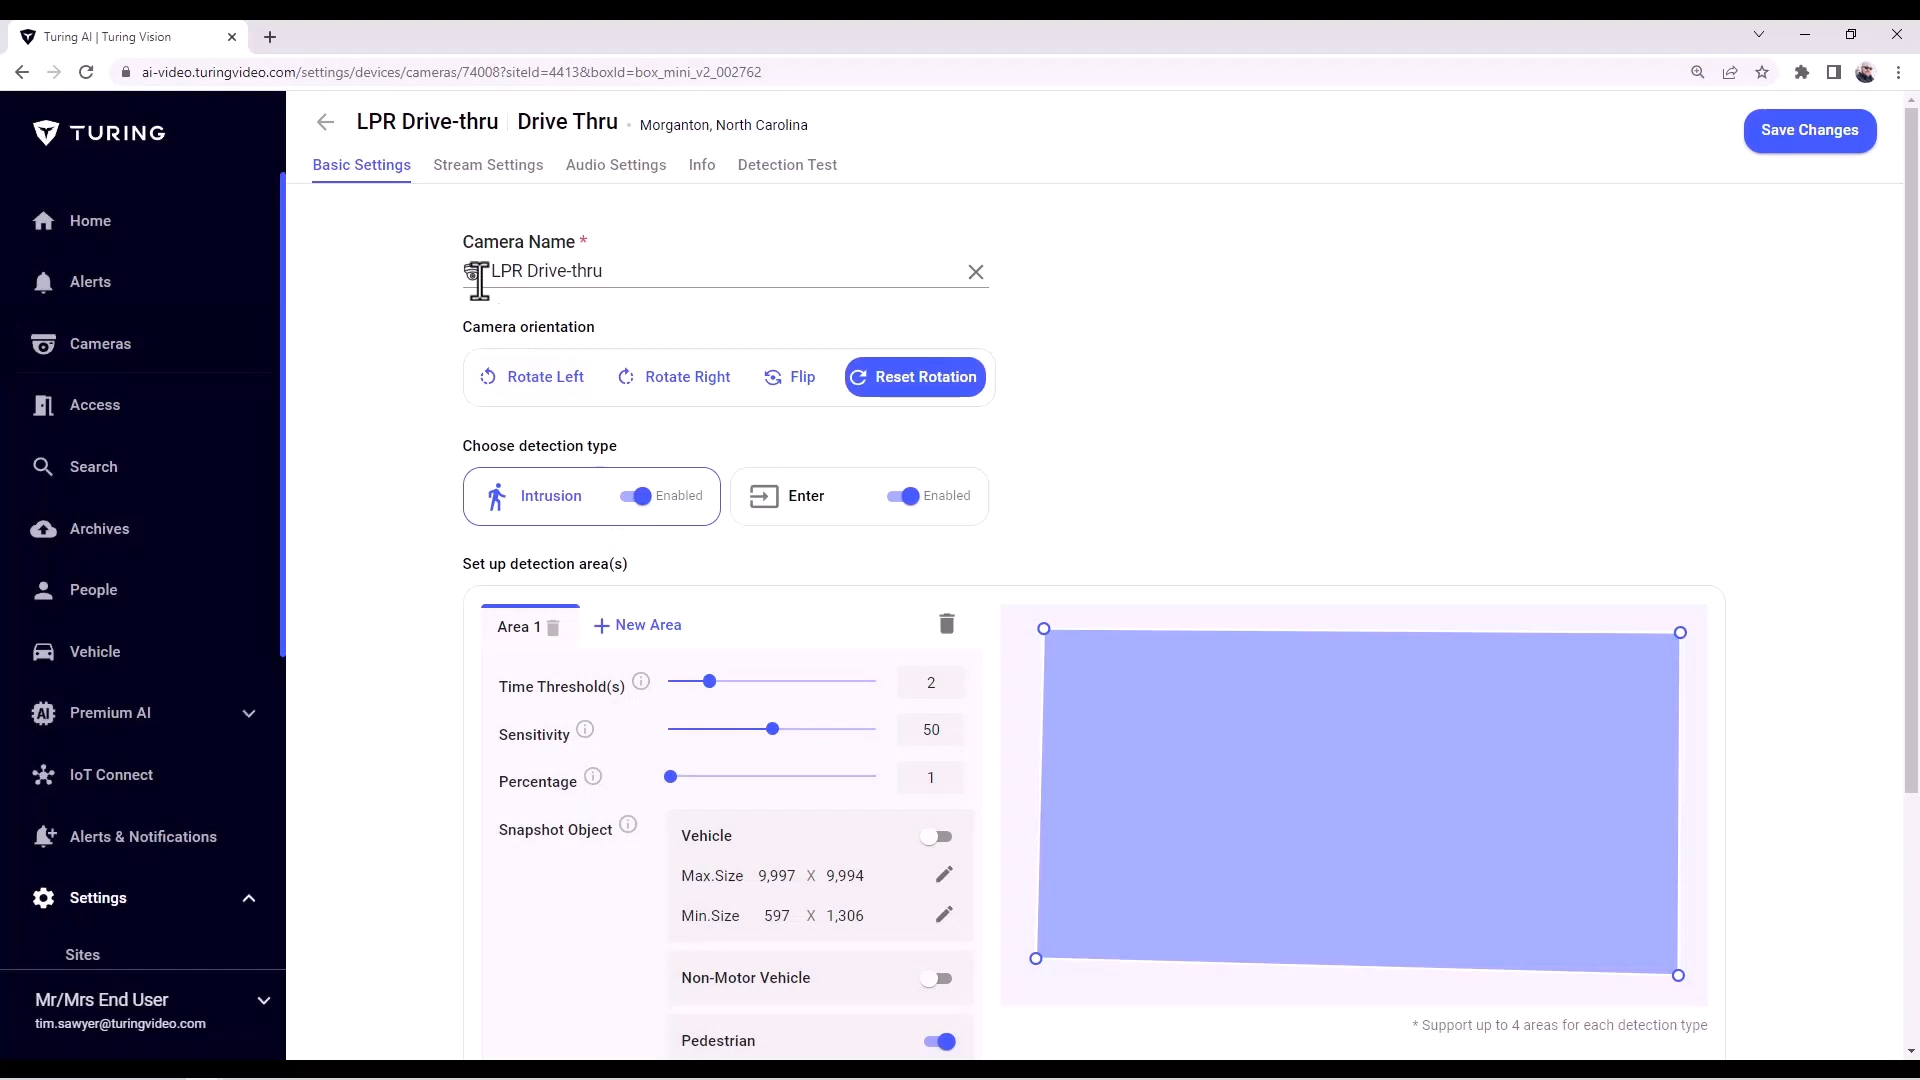 Turing AI | Turing Vision
ai-video.turingvideo.com/settings/devices/cameras/74008?siteId=4413&boxId=box_mini_v2_002762
TURING
LPR Drive-thru Drive Thru Morganton, North Carolina
Save Changes
Basic Settings Stream Settings Audio Settings Info Detection Test
Home
Alerts
Cameras
Access
Search
Archives
People
Vehicle
AI Premium AI
IoT Connect
Alerts & Notifications
Settings
Sites
Mr/Mrs End User
tim.sawyer@turingvideo.com
Camera Name *
LPR Drive-thru
Camera orientation
Rotate Left Rotate Right Flip Reset Rotation
Choose detection type
Intrusion Enabled Enter Enabled
Set up detection area(s)
Area 1 + New Area
Time Threshold(s) 2
Sensitivity 50
Percentage 1
Snapshot Object
Vehicle
Max.Size 9,997 X 9,994
Min.Size 597 X 1,306
Non-Motor Vehicle
Pedestrian
* Support up to 4 areas for each detection type